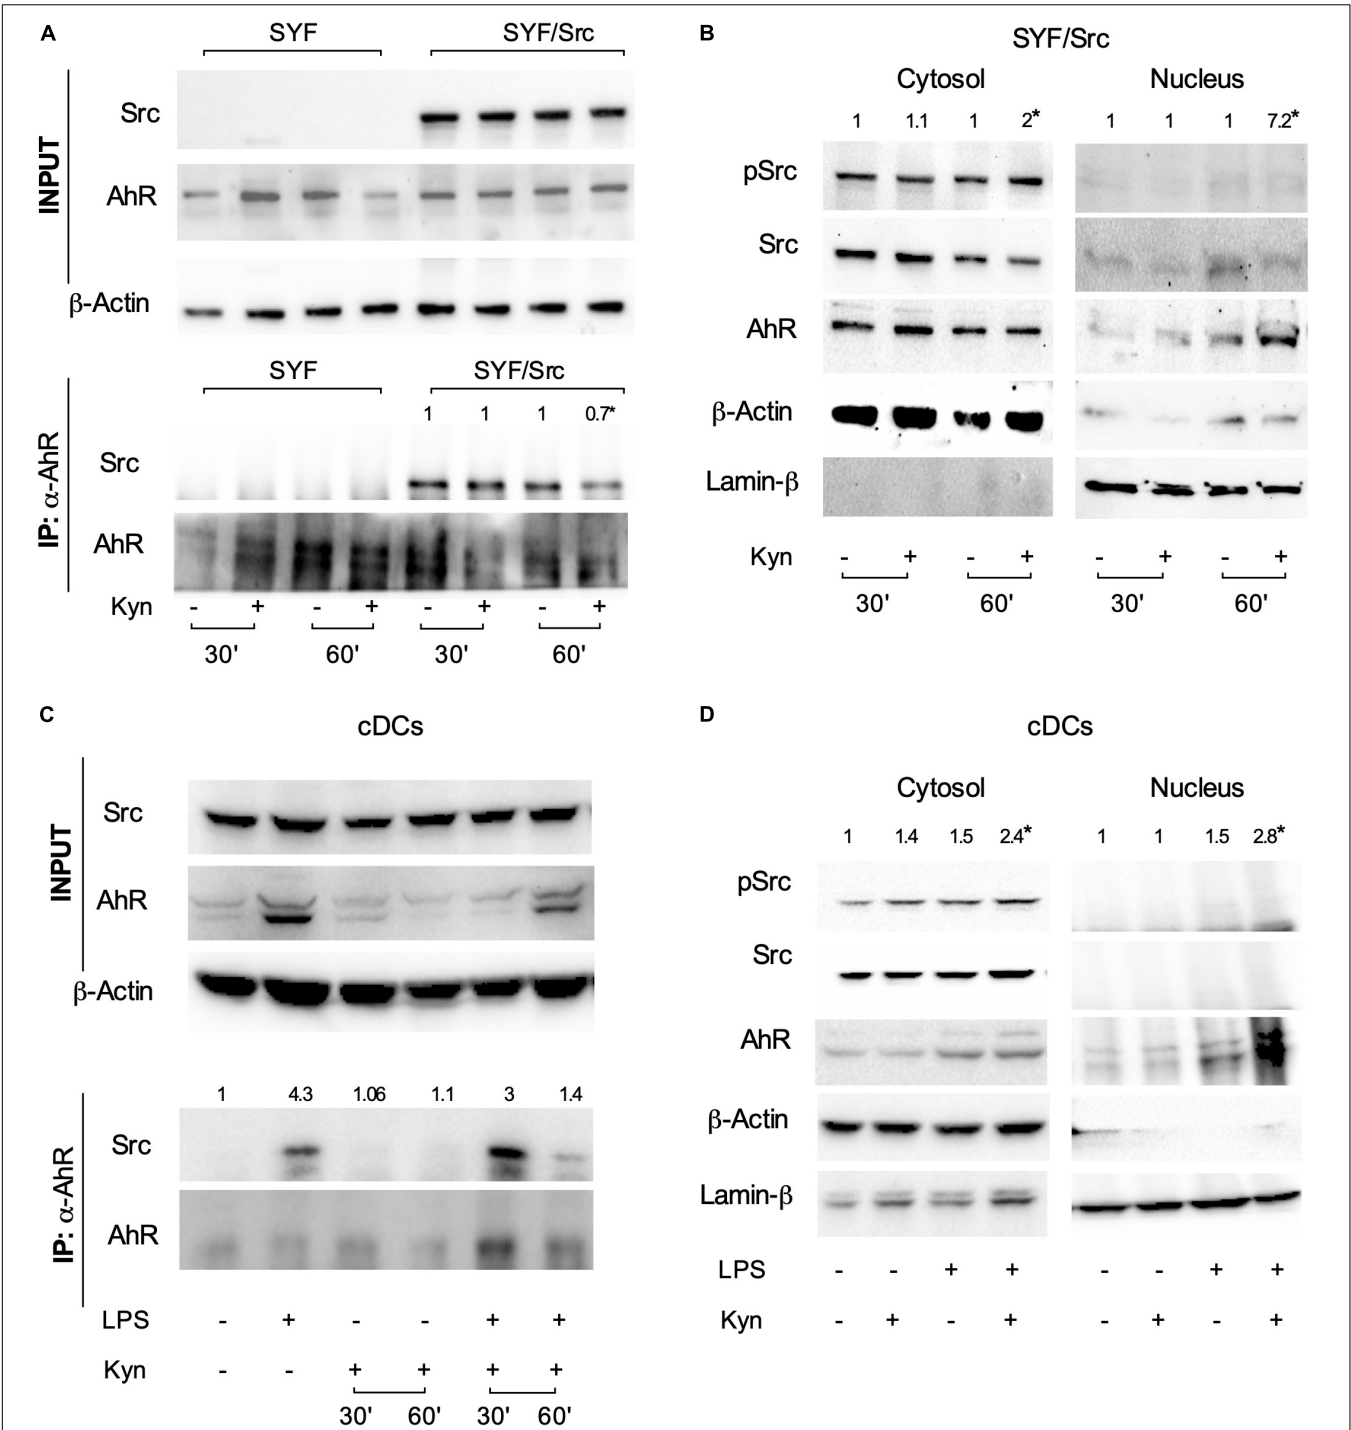 A
SYF SYF/Src
INPUT
Src
AhR
β-Actin
SYF SYF/Src
1 1 1 0.7*
IP: α-AhR
Src
AhR
Kyn - + - + - + - +
30' 60' 30' 60'
B
SYF/Src
Cytosol Nucleus
1 1.1 1 2* 1 1 1 7.2*
pSrc
Src
AhR
β-Actin
Lamin-β
Kyn - + - + - + - +
30' 60' 30' 60'
C
cDCs
INPUT
Src
AhR
β-Actin
1 4.3 1.06 1.1 3 1.4
IP: α-AhR
Src
AhR
LPS - + - - + +
Kyn - - + + + +
30' 60' 30' 60'
D
cDCs
Cytosol Nucleus
1 1.4 1.5 2.4* 1 1 1.5 2.8*
pSrc
Src
AhR
β-Actin
Lamin-β
LPS - - + + - - + +
Kyn - + - + - + - +